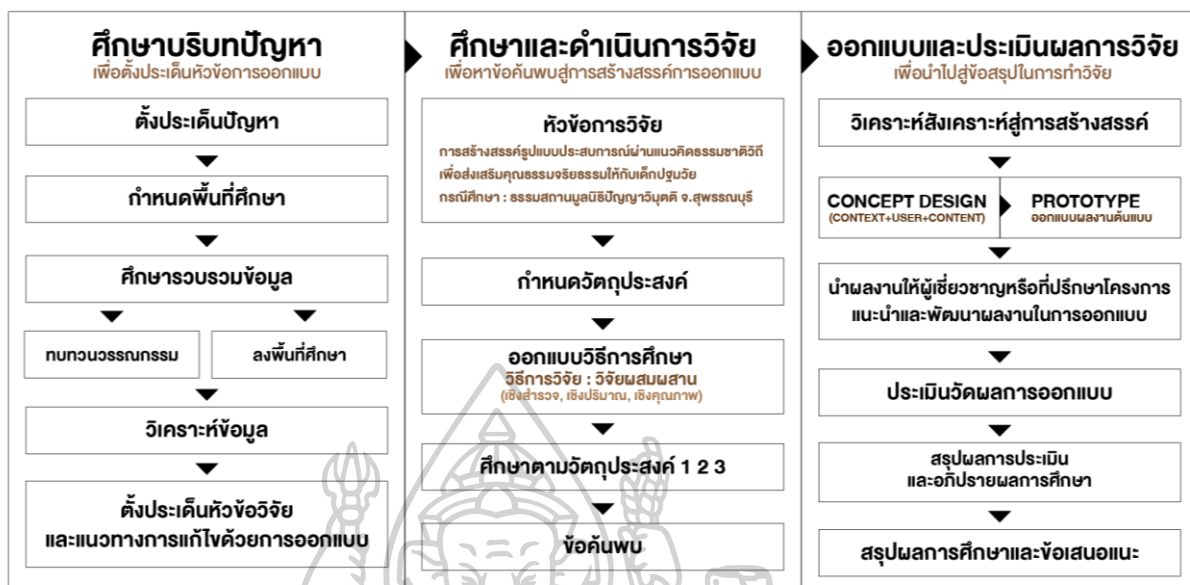 ศึกษาบริบทปัญหา
เพื่อตั้งประเด็นหัวข้อการออกแบบ
ตั้งประเด็นปัญหา
กำหนดพื้นที่ศึกษา
ศึกษารวบรวมข้อมูล
ทบทวนวรรณกรรม
ลงพื้นที่ศึกษา
วิเคราะห์ข้อมูล
ตั้งประเด็นหัวข้อวิจัย
และแนวทางการแก้ไขด้วยการออกแบบ
ศึกษาและดำเนินการวิจัย
เพื่อหาข้อค้นพบสู่การสร้างสรรค์การออกแบบ
หัวข้อการวิจัย
การสร้างสรรค์รูปแบบประสบการณ์ผ่านแนวคิดธรรมชาติวิถี
เพื่อส่งเสริมคุณธรรมจริยธรรมให้กับเด็กปฐมวัย
กรณีศึกษา : ธรรมสถานมูลนิธิปัญญาวิมุตติ จ.สุพรรณบุรี
กำหนดวัตถุประสงค์
ออกแบบวิธีการศึกษา
วิธีการวิจัย : วิจัยผสมผสาน
(เชิงสำรวจ, เชิงปริมาณ, เชิงคุณภาพ)
ศึกษาตามวัตถุประสงค์ 1 2 3
ข้อค้นพบ
ออกแบบและประเมินผลการวิจัย
เพื่อนำไปสู่ข้อสรุปในการทำวิจัย
วิเคราะห์สังเคราะห์สู่การสร้างสรรค์
CONCEPT DESIGN
(CONTEXT+USER+CONTENT)
PROTOTYPE
ออกแบบผลงานต้นแบบ
นำผลงานให้ผู้เชี่ยวชาญหรือที่ปรึกษาโครงการ
แนะนำและพัฒนาผลงานในการออกแบบ
ประเมินวัดผลการออกแบบ
สรุปผลการประเมิน
และอภิปรายผลการศึกษา
สรุปผลการศึกษาและข้อเสนอแนะ